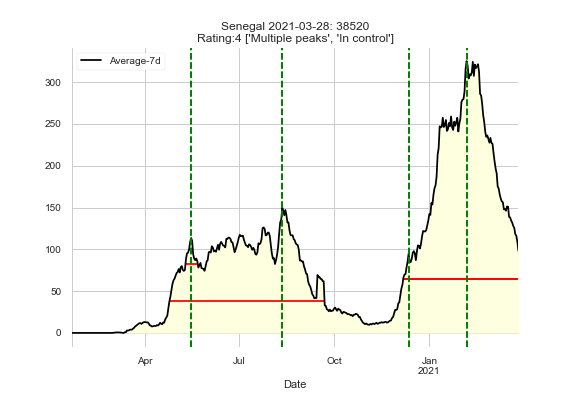 Senegal 2021-03-28: 38520
Rating:4 ['Multiple peaks', 'In control']
Average-7d
300
250
200
150
100
50
0
Apr
Jul
Oct
Jan
2021
Date